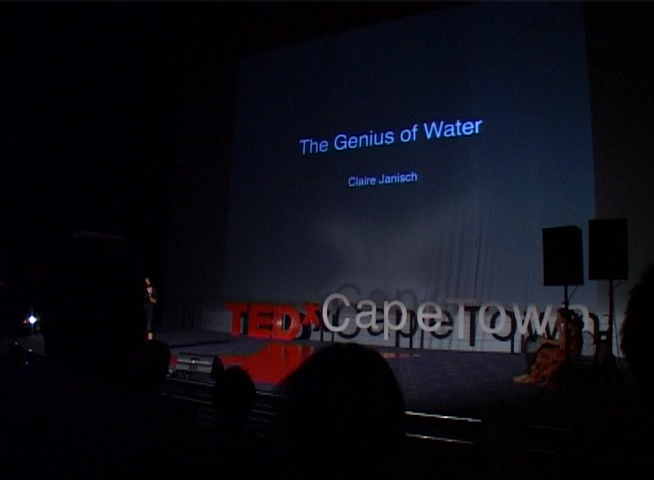 The Genius of Water
Claire Janisch
TEDxCapeTown